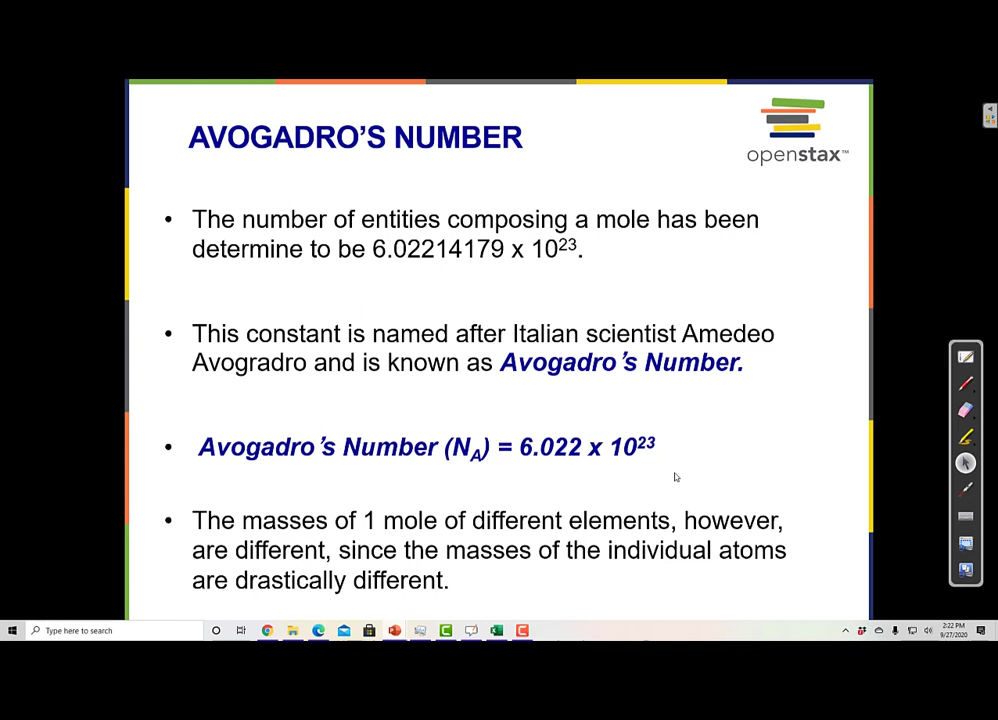 AVOGADRO’S NUMBER
openstax™
• The number of entities composing a mole has been
determine to be 6.02214179 x 10²³.
• This constant is named after Italian scientist Amedeo
Avogradro and is known as Avogadro’s Number.
• Avogadro’s Number (N_A) = 6.022 x 10²³
• The masses of 1 mole of different elements, however,
are different, since the masses of the individual atoms
are drastically different.
Type here to search
2:22 PM
9/27/2020